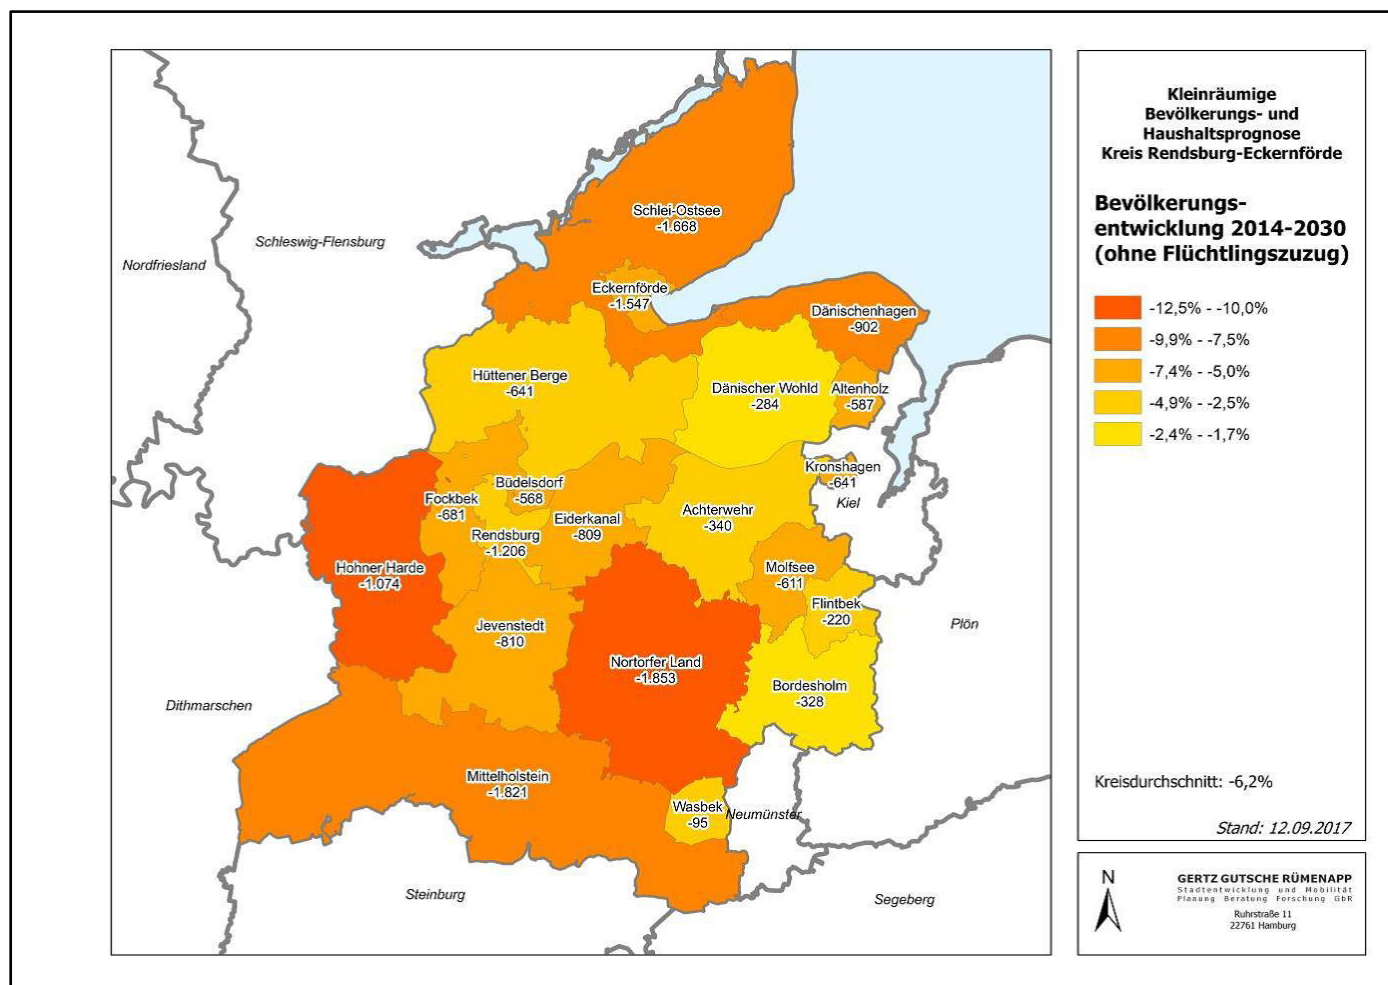 Schlei-Ostsee
-1.668
Schleswig-Flensburg
Nordfriesland
Eckernförde
-1.547
Dänischenhagen
-902
Hüttener Berge
-641
Dänischer Wohld
-284
Altenholz
-587
Kronshagen
-641
Kiel
Büdelsdorf
-568
Fockbek
-681
Achterwehr
-340
Eiderkanal
-809
Rendsburg
-1.206
Hohner Harde
-1.074
Molfsee
-611
Flintbek
-220
Plön
Jevenstedt
-810
Nortorfer Land
-1.853
Bordesholm
-328
Dithmarschen
Mittelholstein
-1.821
Wasbek
-95
Neumünster
Steinburg
Segeberg
Kleinräumige
Bevölkerungs- und
Haushaltsprognose
Kreis Rendsburg-Eckernförde
Bevölkerungs-
entwicklung 2014-2030
(ohne Flüchtlingszuzug)
-12,5% - -10,0%
-9,9% - -7,5%
-7,4% - -5,0%
-4,9% - -2,5%
-2,4% - -1,7%
Kreisdurchschnitt: -6,2%
Stand: 12.09.2017
N
GERTZ GUTSCHE RÜMENAPP
Stadtentwicklung und Mobilität
Planung Beratung Forschung GbR
Ruhrstraße 11
22761 Hamburg